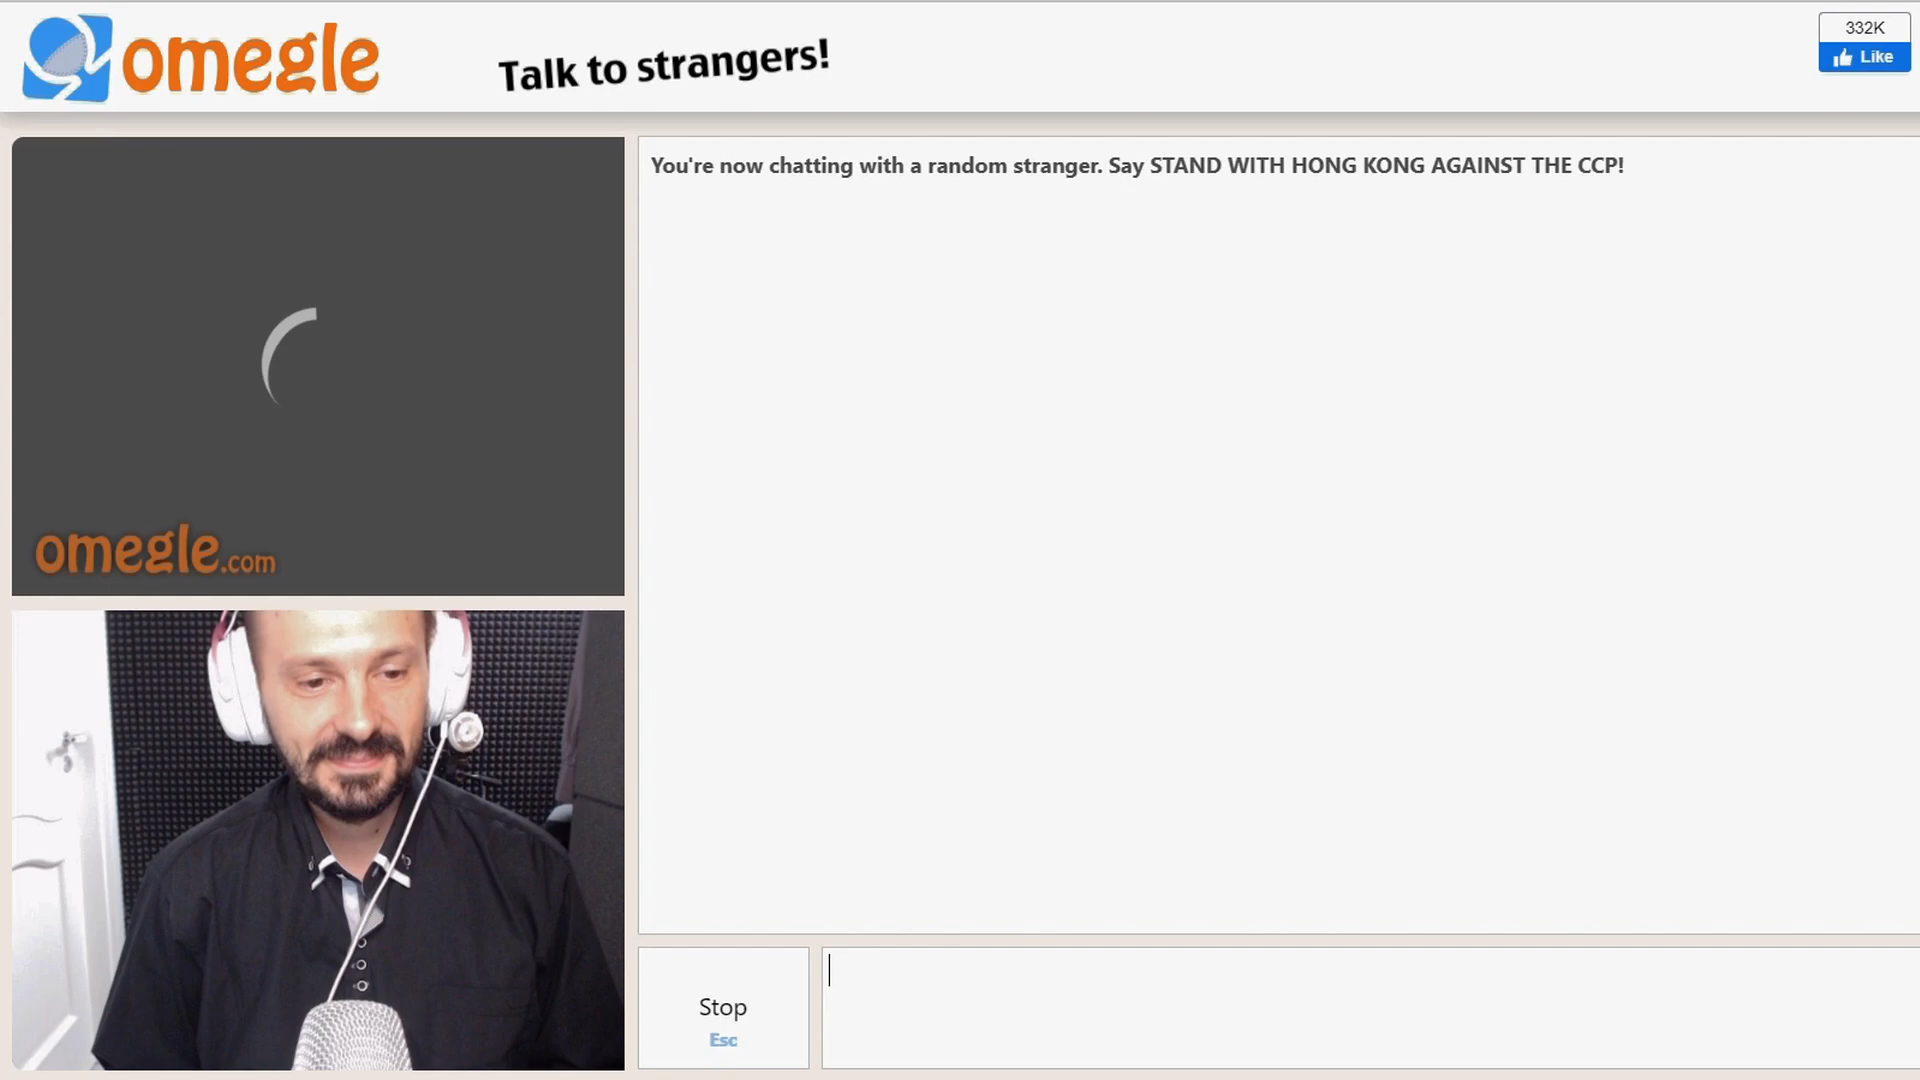 omegle
Talk to strangers!
332K
Like
You're now chatting with a random stranger. Say STAND WITH HONG KONG AGAINST THE CCP!
omegle.com
Stop
Esc